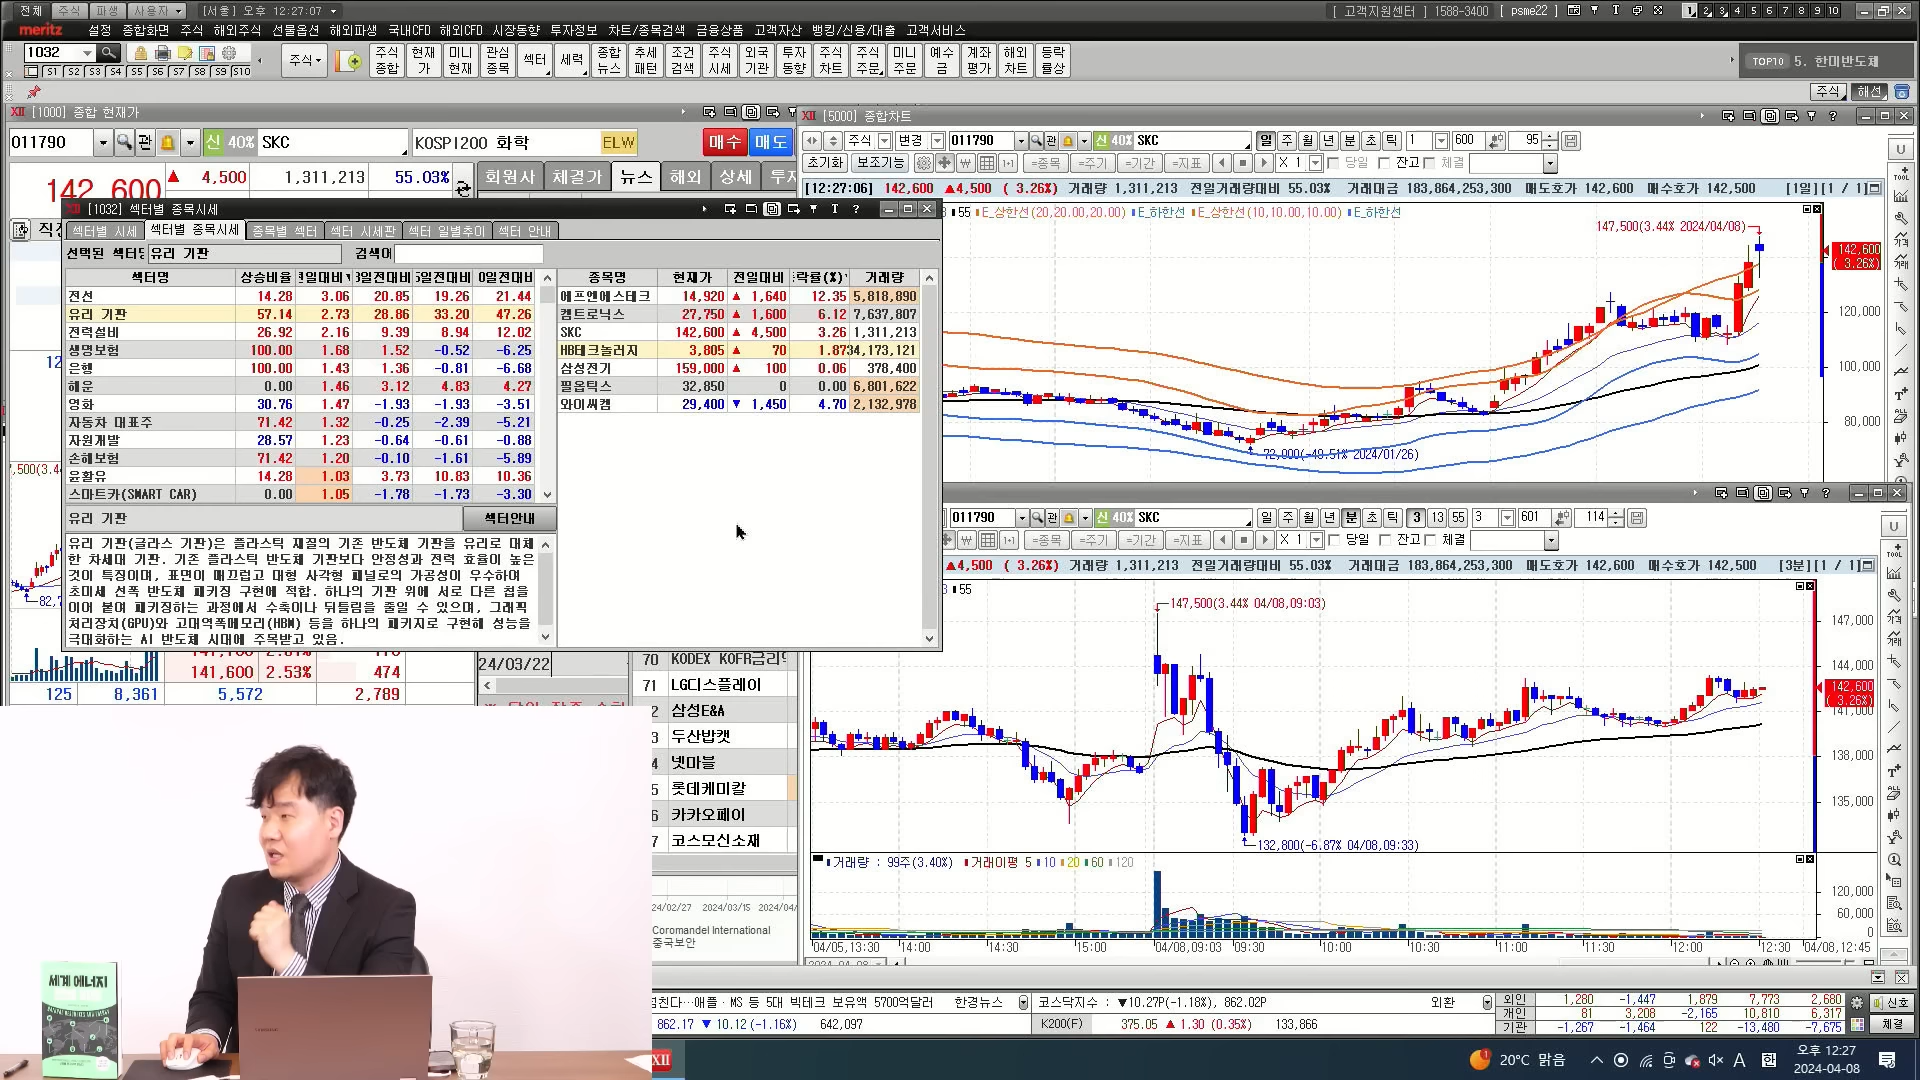 전체 주식 파생 사용자 [서울] 오후 12:27:07
[ 고객지원센터 ] 1588-3400 [ psme22 ]
meritz 설정 종합화면 주식 해외주식 선물옵션 해외파생 국내CFD 해외CFD 시장동향 투자정보 차트/종목검색 금융상품 고객자산 뱅킹/신용/대출 고객서비스
1032
S1 S2 S3 S4 S5 S6 S7 S8 S9 S10
주식 주식종합 현재가 미니현재 관심종목 섹터 세력 종합뉴스 추세패턴 조건검색 주식시세 외국기관 투자동향 주식차트 주식주문 미니주문 예수금 계좌평가 해외차트 등락률상
TOP10 5. 한미반도체
주식 해선
[1000] 종합 현재가
011790 관 신 40% SKC KOSPI200 화학 ELW 매수 매도
142,600 ▲ 4,500 1,311,213 55.03%
회원사 체결가 뉴스 해외 상세 투자
[1032] 섹터별 종목시세
섹터별 시세 섹터별 종목시세 종목별 섹터 섹터 시세판 섹터 일별추이 섹터 안내
유리 기판
섹터명 상승비율
전선 14.28 3.06 20.85 19.26 21.44
유리 기판 57.14 2.73 28.86 33.20 47.26
전력설비 26.92 2.16 9.39 8.94 12.02
생명보험 100.00 1.68 1.52 -0.52 -6.25
은행 100.00 1.43 1.36 -0.81 -6.68
해운 0.00 1.46 3.12 4.83 4.27
영화 30.76 1.47 -1.93 -1.93 -3.51
자동차 대표주 71.42 1.32 -0.25 -2.39 -5.21
자원개발 28.57 1.23 -0.64 -0.61 -0.88
손해보험 71.42 1.20 -0.10 -1.61 -5.89
윤활유 14.28 1.03 3.73 10.83 10.36
스마트카(SMART CAR) 0.00 1.05 -1.78 -1.73 -3.30
종목명 현재가 전일대비 거래량
에프엔에스테크 14,920 ▲ 1,640 12.35 5,818,890
켐트로닉스 27,750 ▲ 1,600 6.12 7,637,807
SKC 142,600 ▲ 4,500 3.26 1,311,213
HB테크놀러지 3,805 ▲ 70 1.87 34,173,121
삼성전기 159,000 ▲ 100 0.06 378,400
필옵틱스 32,850 0 0.00 6,801,622
와이씨켐 29,400 ▼ 1,450 4.70 2,132,978
유리 기판 섹터안내
유리 기판(글라스 기판)은 플라스틱 재질의 기존 반도체 기판을 유리로 대체
한 차세대 기판. 기존 플라스틱 반도체 기판보다 안정성과 전력 효율이 높은
것이 특징이며, 표면이 매끄럽고 대형 사각형 패널로의 가공성이 우수하여
초미세 선폭 반도체 패키징 구현에 적합. 하나의 기판 위에 서로 다른 칩을
이어 붙여 패키징하는 과정에서 수축이나 뒤틀림을 줄일 수 있으며, 그래픽
처리장치(GPU)와 고대역폭메모리(HBM) 등을 하나의 패키지로 구현해 성능을
극대화하는 AI 반도체 시대에 주목받고 있음.
141,600 2.53% 474
125 8,361 5,572 2,789
24/03/22
70 KODEX KOFR금리
71 LG디스플레이
삼성E&A
두산밥캣
넷마블
롯데케미칼
카카오페이
코스모신소재
24/02/27 2024/03/15 2024/04/
Coromandel International
중국보안
[5000] 종합차트
주식 변경 011790 관 신 40% SKC 일 주 월 년 분 초 틱 1 600 95
초기화 보조기능 =종목 =주기 =기간 =지표 X 1 당일 잔고 체결
[12:27:06] 142,600 ▲4,500 ( 3.26%) 거래량 1,311,213 전일거래량대비 55.03% 거래대금 183,864,253,300 매도호가 142,600 매수호가 142,500 [1일][1 / 1]
55 E_상한선(20,20.00,20.00) E_하한선 E_상한선(10,10.00,10.00) E_하한선
147,500(3.44% 2024/04/08)
142,600
( 3.26%)
120,000
100,000
80,000
72,000(-49.51% 2024/01/26)
011790 관 신 40% SKC 일 주 월 년 분 초 틱 3 13 55 3 601 114
=종목 =주기 =기간 =지표 X 1 당일 잔고 체결
▲4,500 ( 3.26%) 거래량 1,311,213 전일거래량대비 55.03% 거래대금 183,864,253,300 매도호가 142,600 매수호가 142,500 [3분][1 / 1]
55
147,500(3.44% 04/08,09:03)
147,000
144,000
142,600
( 3.26%)
141,000
138,000
135,000
132,800(-6.87% 04/08,09:33)
거래량 : 99주(3.40%) 거래이평 5 10 20 60 120
120,000
60,000
0
04/05,13:30 14:00 14:30 15:00 04/08,09:03 09:30 10:00 10:30 11:00 11:30 12:00 12:30 04/08,12:45
세계 에너지
애플·MS 등 5대 빅테크 보유액 5700억달러 한경뉴스 코스닥지수 : ▼10.27P(-1.18%), 862.02P 외환
862.17 ▼ 10.12 (-1.16%) 642,097 K200(F) 375.05 ▲ 1.30 (0.35%) 133,866
외인 1,280 -1,447 1,879 7,773 2,680
개인 81 3,208 -2,165 10,810 6,317
기관 -1,267 -1,464 122 -13,480 -7,675
신호
체결
XII
20°C 맑음 A 한 오후 12:27
2024-04-08